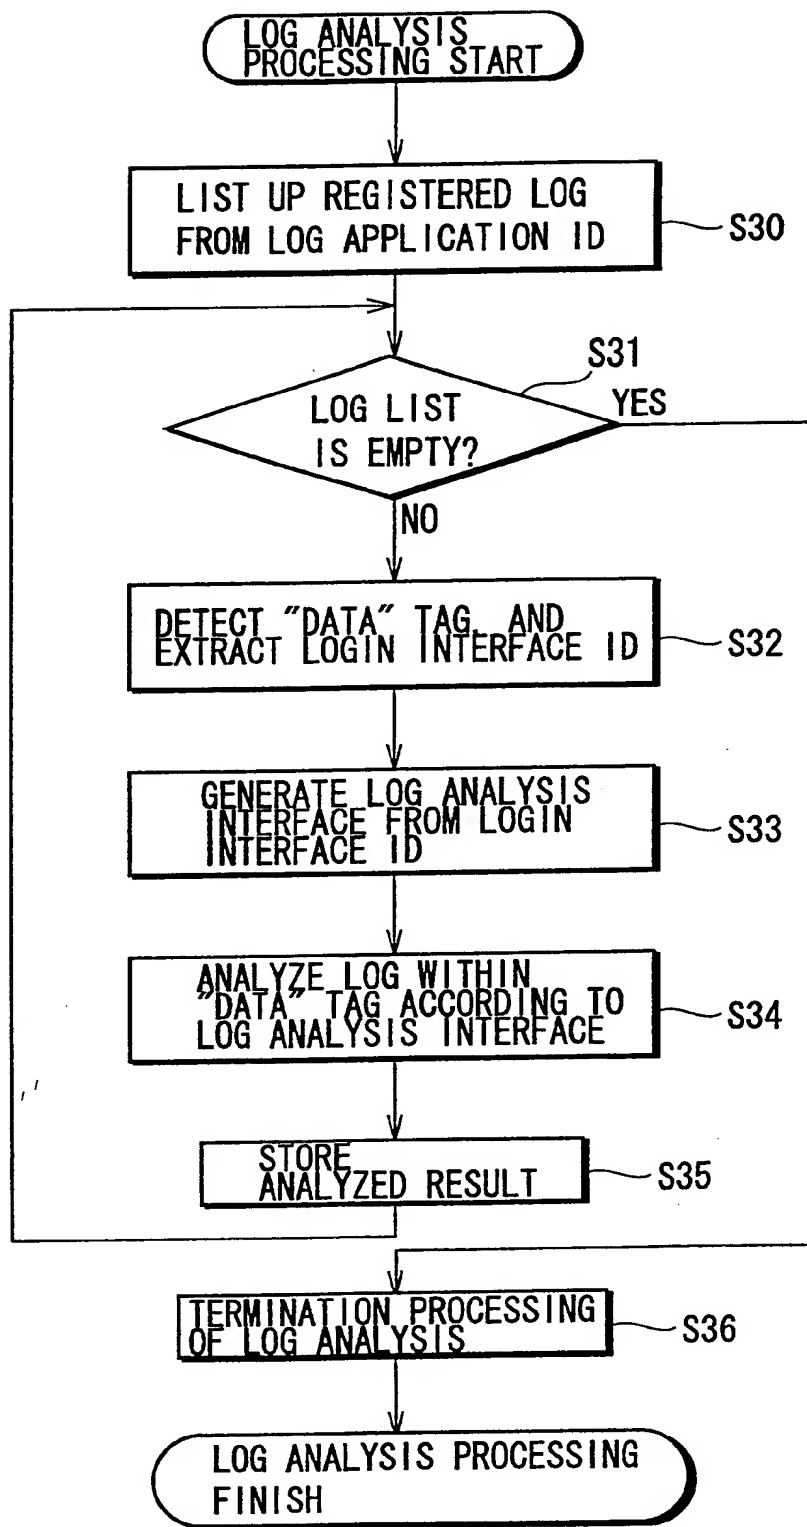 LOG ANALYSIS
PROCESSING START
LIST UP REGISTERED LOG
FROM LOG APPLICATION ID
S30
S31
LOG LIST
IS EMPTY?
YES
NO
DETECT "DATA" TAG, AND
EXTRACT LOGIN INTERFACE ID
S32
GENERATE LOG ANALYSIS
INTERFACE FROM LOGIN
INTERFACE ID
S33
ANALYZE LOG WITHIN
"DATA" TAG ACCORDING TO
LOG ANALYSIS INTERFACE
S34
STORE
ANALYZED RESULT
S35
TERMINATION PROCESSING
OF LOG ANALYSIS
S36
LOG ANALYSIS PROCESSING
FINISH